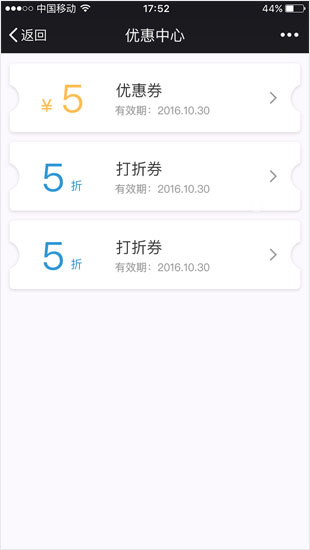 中国移动 17:52 44%
返回 优惠中心
¥ 5 优惠券
有效期：2016.10.30
5 折 打折券
有效期：2016.10.30
5 折 打折券
有效期：2016.10.30